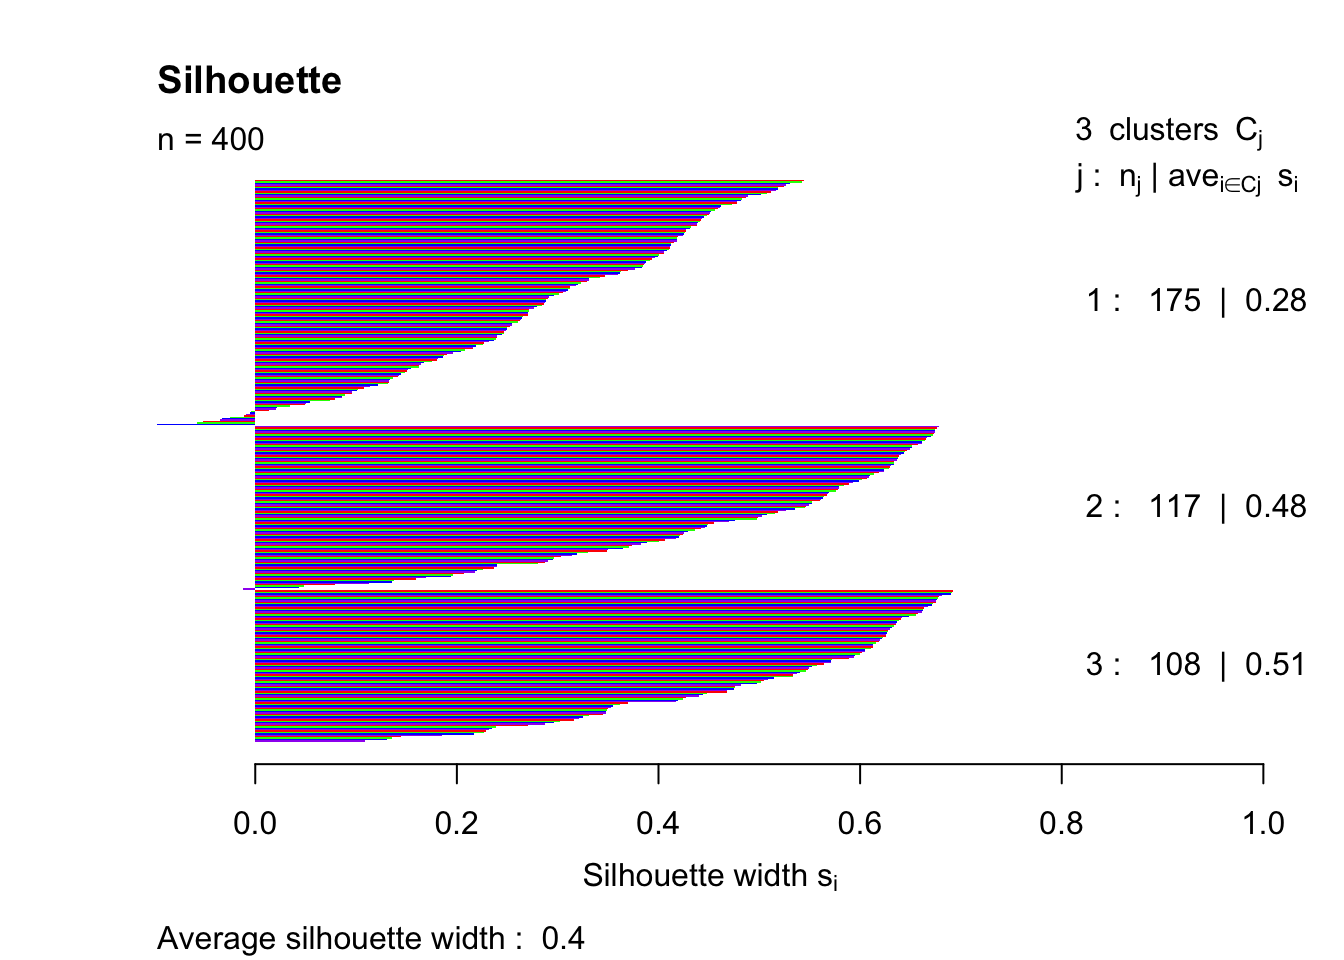 Silhouette
n = 400
3 clusters Cj
j : nj | avei∈Cj si
1 : 175 | 0.28
2 : 117 | 0.48
3 : 108 | 0.51
0.0 0.2 0.4 0.6 0.8 1.0
Silhouette width si
Average silhouette width : 0.4